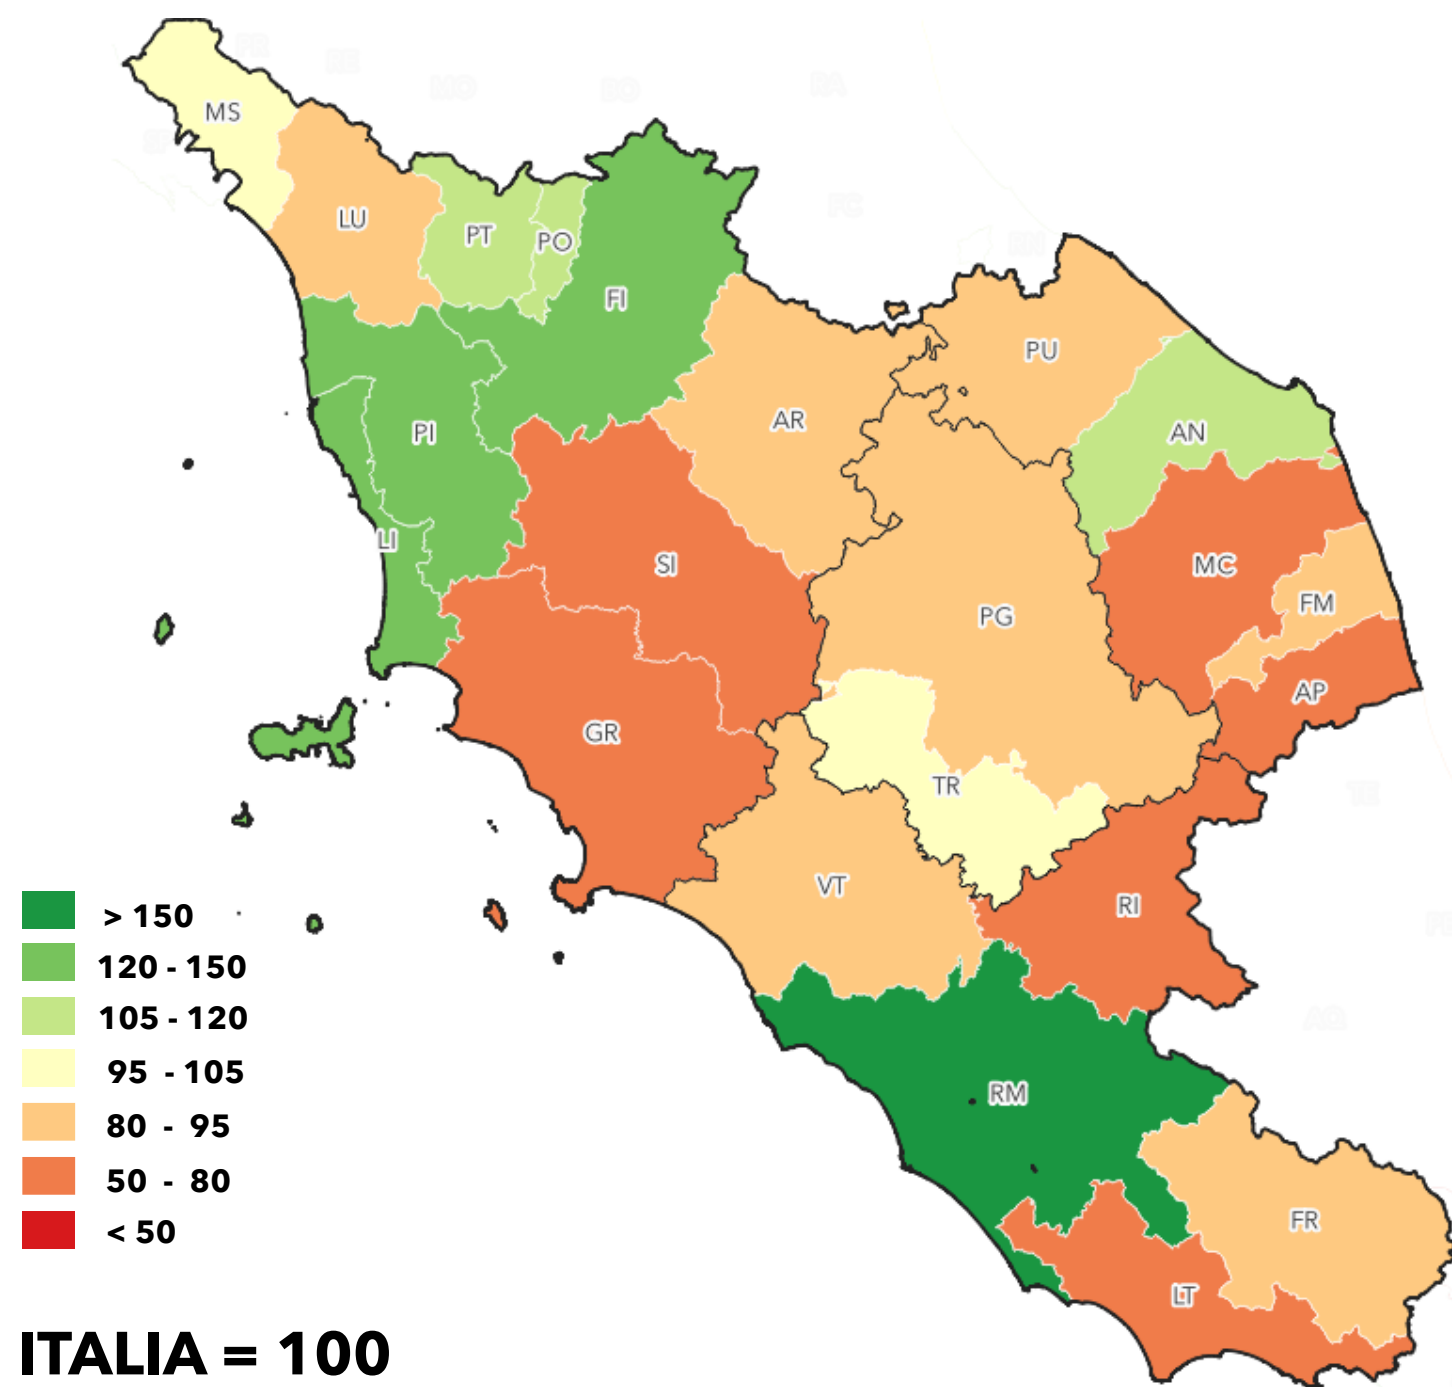 MS
LU
PT
PO
FI
PU
AR
AN
PI
LI
SI
MC
FM
PG
AP
GR
TR
VT
RI
RM
FR
LT
> 150
120 - 150
105 - 120
95 - 105
80 - 95
50 - 80
< 50
ITALIA = 100